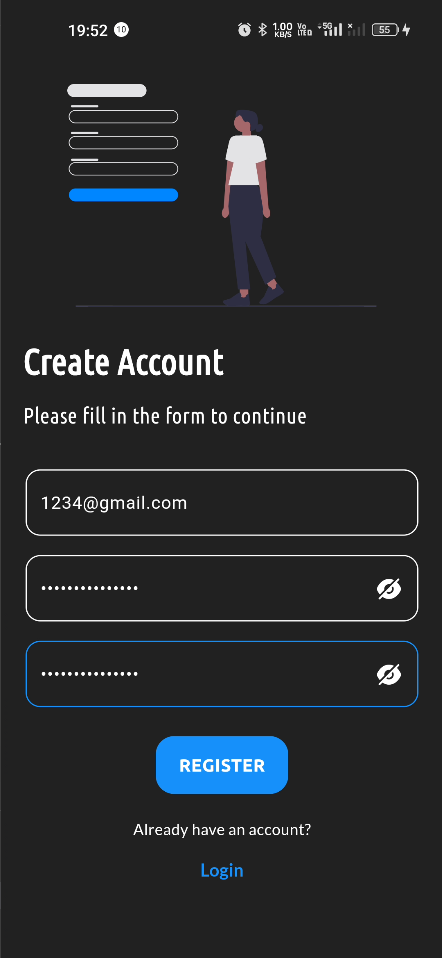 19:52 10 1.00 KB/S Vo LTE 5G 55
Create Account
Please fill in the form to continue
1234@gmail.com
•••••••••••••••
•••••••••••••••
REGISTER
Already have an account?
Login